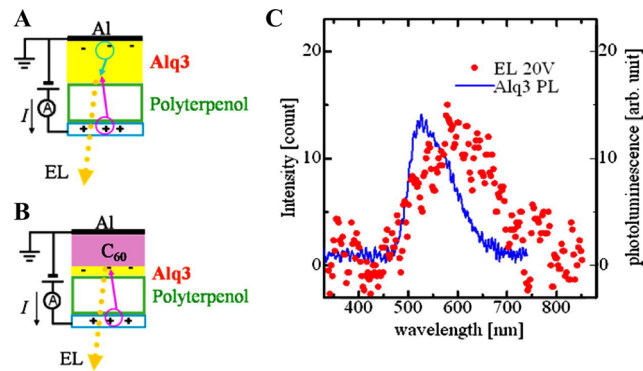 A
Al
- - -
Alq3
Polyterpenol
+ + +
A
I
EL
B
Al
C60
Alq3
Polyterpenol
+ + +
A
I
EL
C
20
10
0
Intensity [count]
EL 20V
Alq3 PL
20
10
0
photoluminescence [arb. unit]
400 500 600 700 800
wavelength [nm]